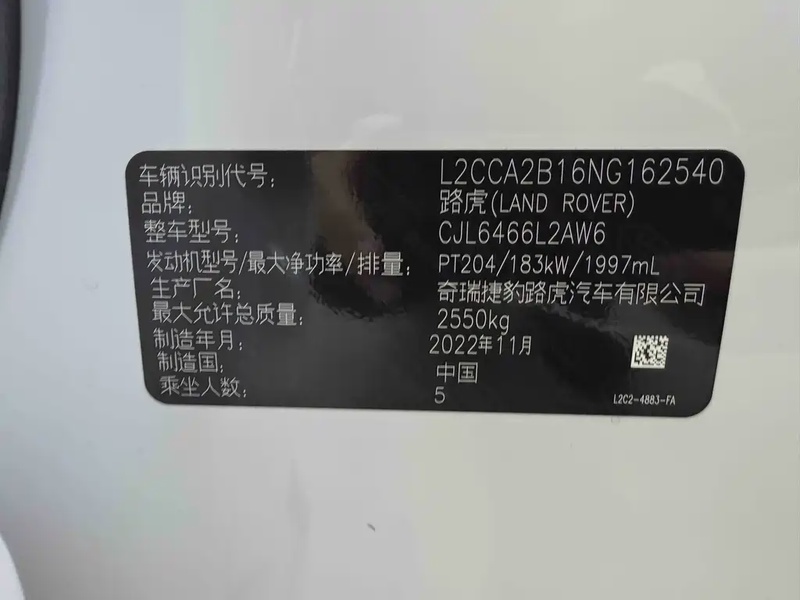 车辆识别代号: L2CCA2B16NG162540
品牌: 路虎(LAND ROVER)
整车型号: CJL6466L2AW6
发动机型号/最大净功率/排量: PT204/183kW/1997mL
生产厂名: 奇瑞捷豹路虎汽车有限公司
最大允许总质量: 2550kg
制造年月: 2022年11月
制造国: 中国
乘坐人数: 5
L2C2-4883-FA